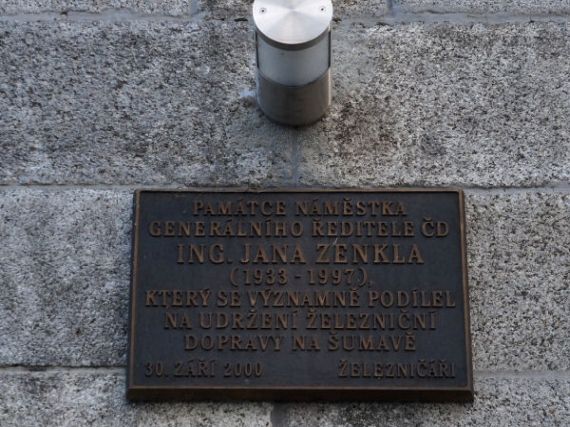 PAMÁTCE NÁMĚSTKA
GENERÁLNÍHO ŘEDITELE ČD
ING. JANA ZENKLA
(1933 - 1997),
KTERÝ SE VÝZNAMNĚ PODÍLEL
NA UDRŽENÍ ŽELEZNIČNÍ
DOPRAVY NA ŠUMAVĚ
30. ZÁŘÍ 2000 ŽELEZNIČÁŘI